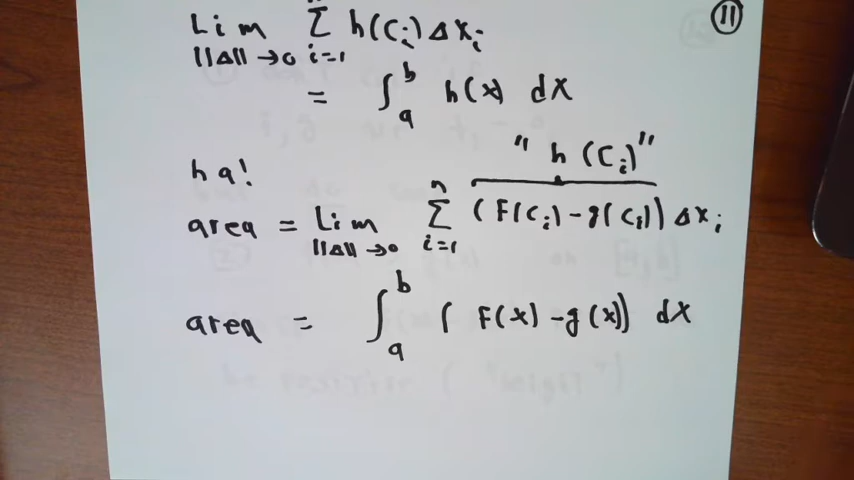 ⑪
Lim Σ h(Ci) Δxi
||Δ||→0 i=1
= ∫ₐᵇ h(x) dx
" h (Ci)"
ha!
n
area = Lim Σ (F(Ci) - g(Ci)) Δxi
||Δ||→0 i=1
area = ∫ₐᵇ ( F(x) - g(x)) dx